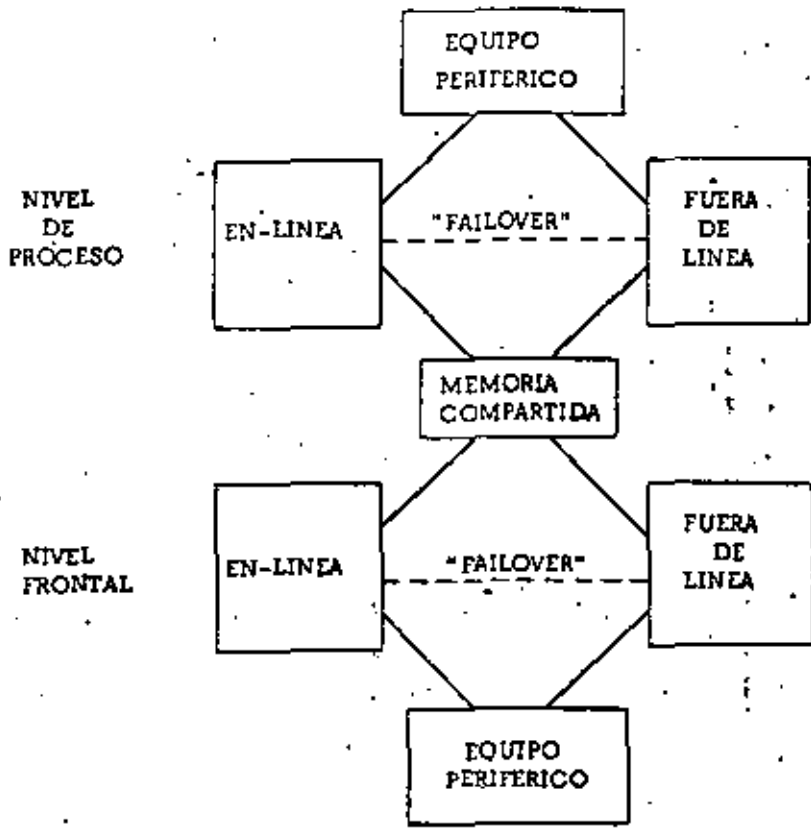 EQUIPO
PERIFERICO
NIVEL
DE
PROCESO
EN-LINEA
"FAILOVER"
FUERA
DE
LINEA
MEMORIA
COMPARTIDA
NIVEL
FRONTAL
EN-LINEA
"FAILOVER"
FUERA
DE
LINEA
EQUIPO
PERIFERICO